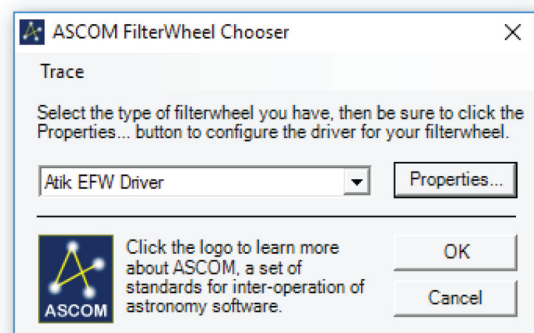 ASCOM FilterWheel Chooser
Trace
Select the type of filterwheel you have, then be sure to click the
Properties... button to configure the driver for your filterwheel.
Atik EFW Driver
Properties...
Click the logo to learn more
about ASCOM, a set of
standards for inter-operation of
astronomy software.
ASCOM
OK
Cancel